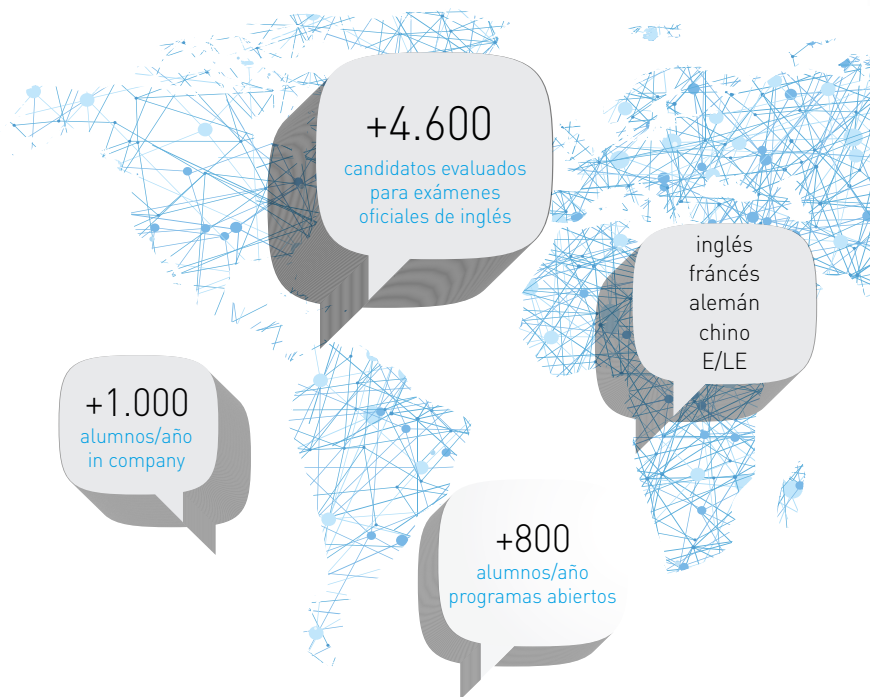 +4.600
candidatos evaluados
para exámenes
oficiales de inglés
inglés
fráncés
alemán
chino
E/LE
+1.000
alumnos/año
in company
+800
alumnos/año
programas abiertos